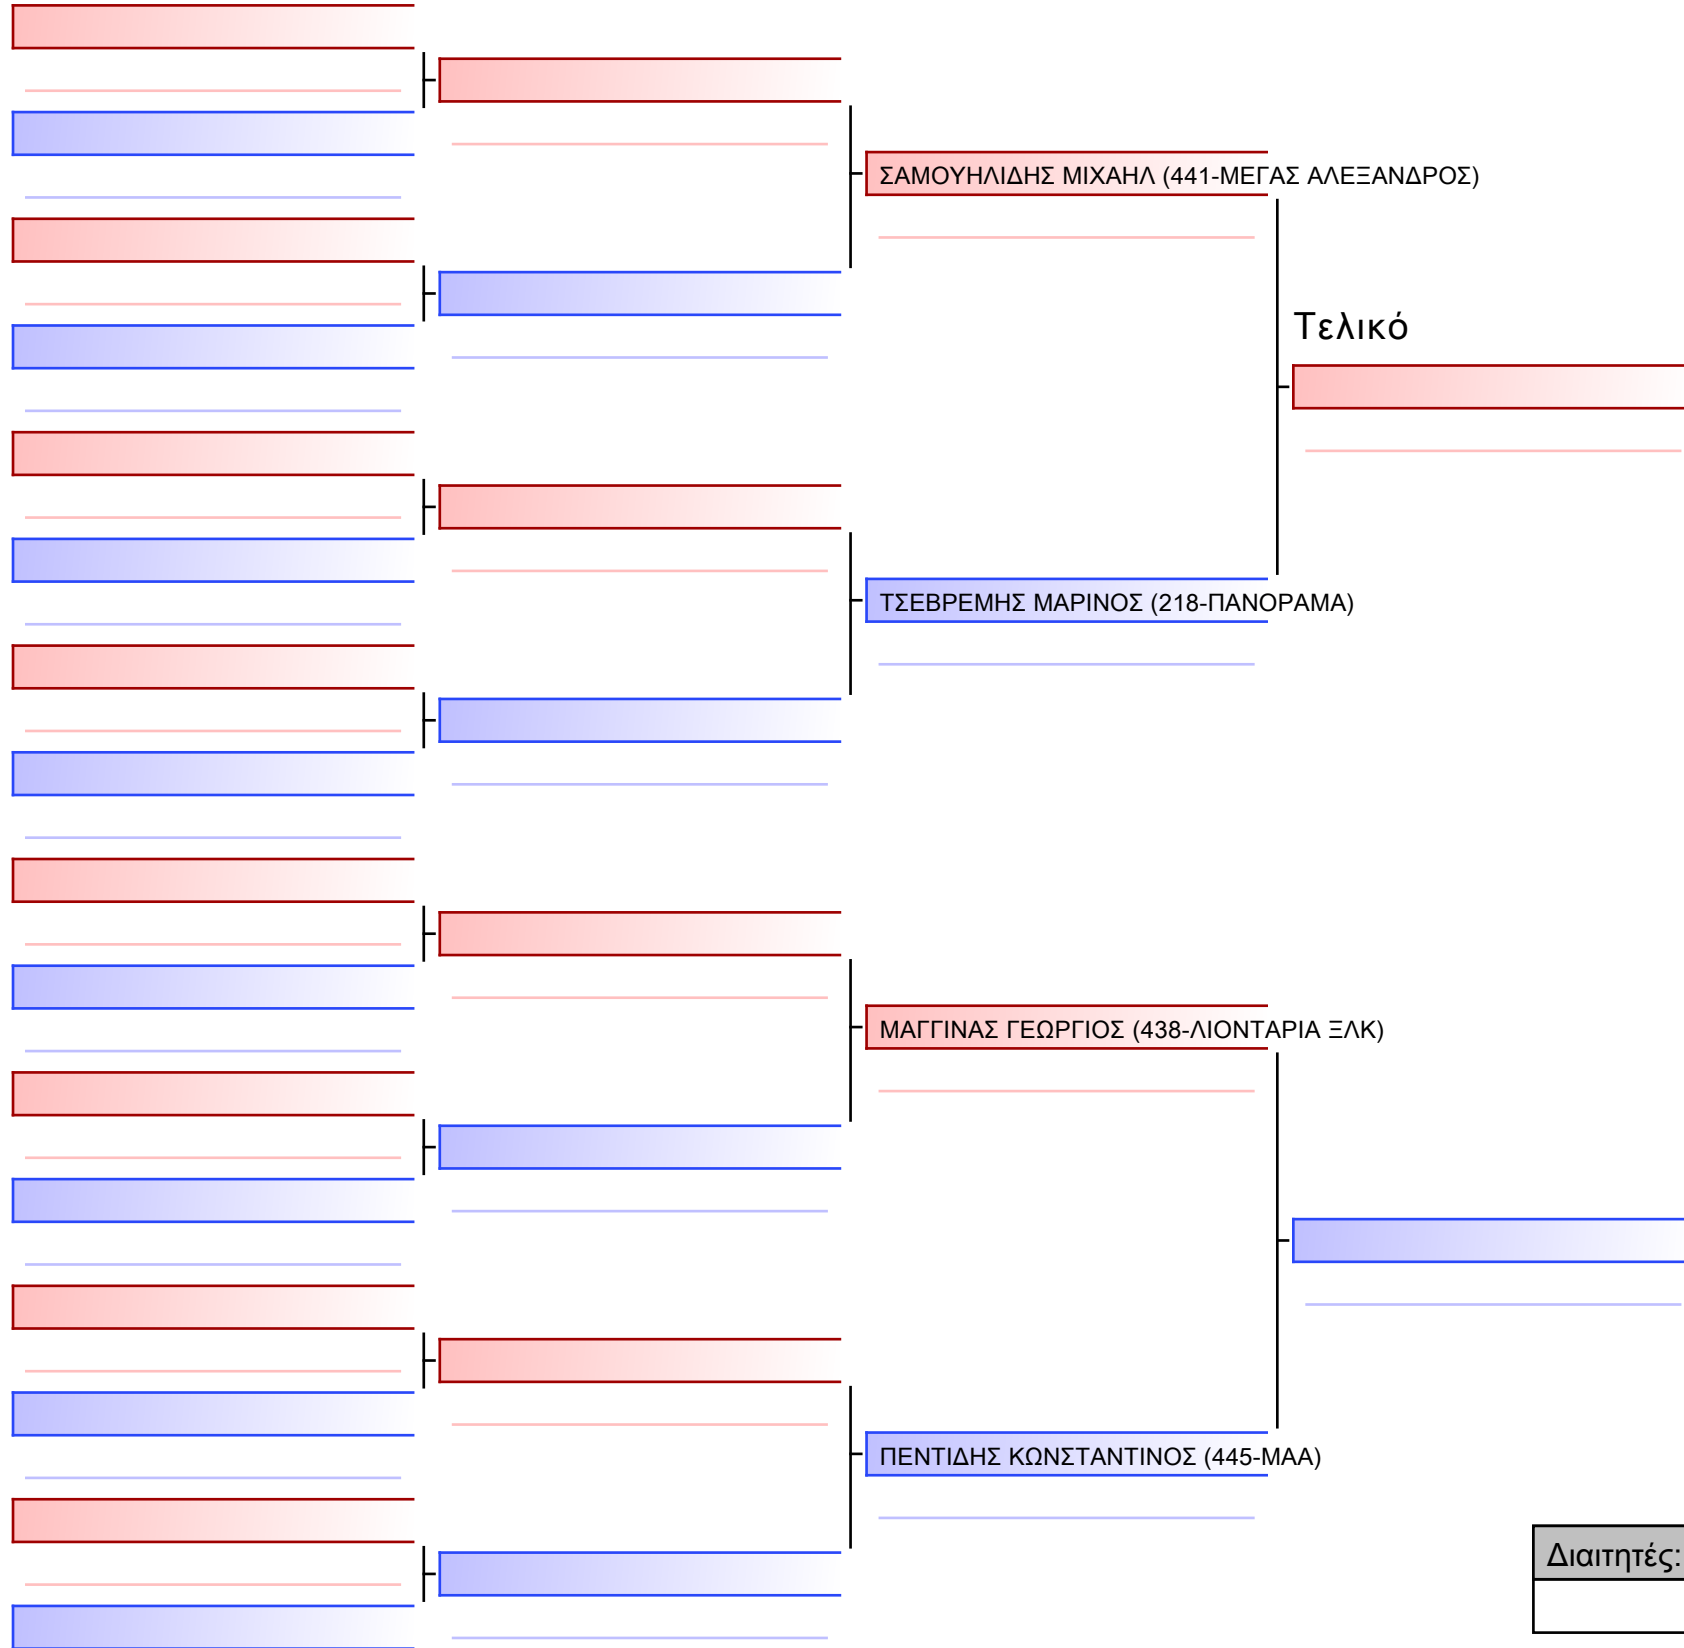 ΣΑΜΟΥΗΛΙΔΗΣ ΜΙΧΑΗΛ (441-ΜΕΓΑΣ ΑΛΕΞΑΝΔΡΟΣ)
Τελικό
ΤΣΕΒΡΕΜΗΣ ΜΑΡΙΝΟΣ (218-ΠΑΝΟΡΑΜΑ)
ΜΑΓΓΙΝΑΣ ΓΕΩΡΓΙΟΣ (438-ΛΙΟΝΤΑΡΙΑ ΞΛΚ)
ΠΕΝΤΙΔΗΣ ΚΩΝΣΤΑΝΤΙΝΟΣ (445-ΜΑΑ)
Διαιτητές: